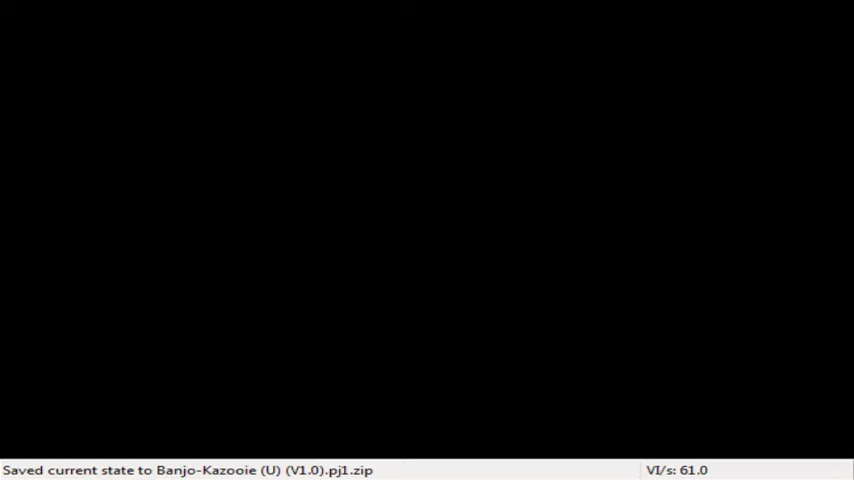 Saved current state to Banjo-Kazooie (U) (V1.0).pj1.zip
VI/s: 61.0